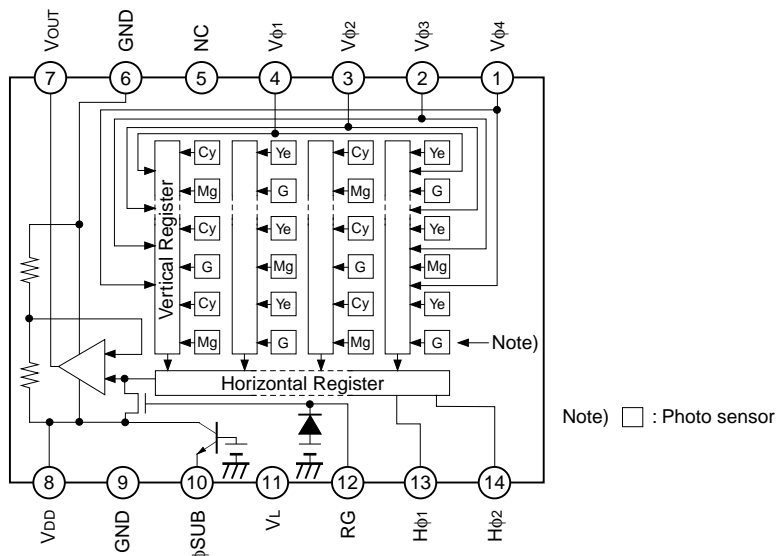 VOUT GND NC Vφ1 Vφ2 Vφ3 Vφ4
7 6 5 4 3 2 1
Cy Ye Cy Ye
Mg G Mg G
Cy Ye Cy Ye
G Mg G Mg
Cy Ye Cy Ye
Mg G Mg G
Vertical Register
Note)
Horizontal Register
Note) : Photo sensor
8 9 10 11 12 13 14
VDD GND φSUB VL RG Hφ1 Hφ2